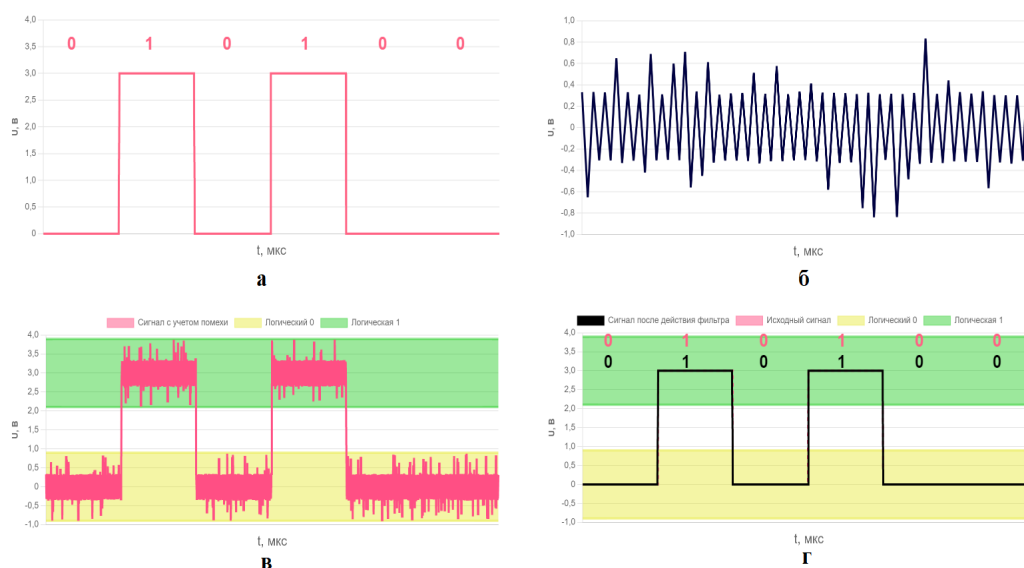 4,0
3,5
3,0
2,5
2,0
1,5
1,0
0,5
0
U, В
0 1 0 1 0 0
t, мкс
а
1,0
0,8
0,6
0,4
0,2
0
-0,2
-0,4
-0,6
-0,8
-1,0
U, В
t, мкс
б
Сигнал с учетом помехи Логический 0 Логическая 1
4,0
3,5
3,0
2,5
2,0
1,5
1,0
0,5
0
-0,5
-1,0
U, В
t, мкс
в
Сигнал после действия фильтра Исходный сигнал Логический 0 Логическая 1
4,0
3,5
3,0
2,5
2,0
1,5
1,0
0,5
0
-0,5
-1,0
U, В
0 1 0 1 0 0
0 1 0 1 0 0
t, мкс
г